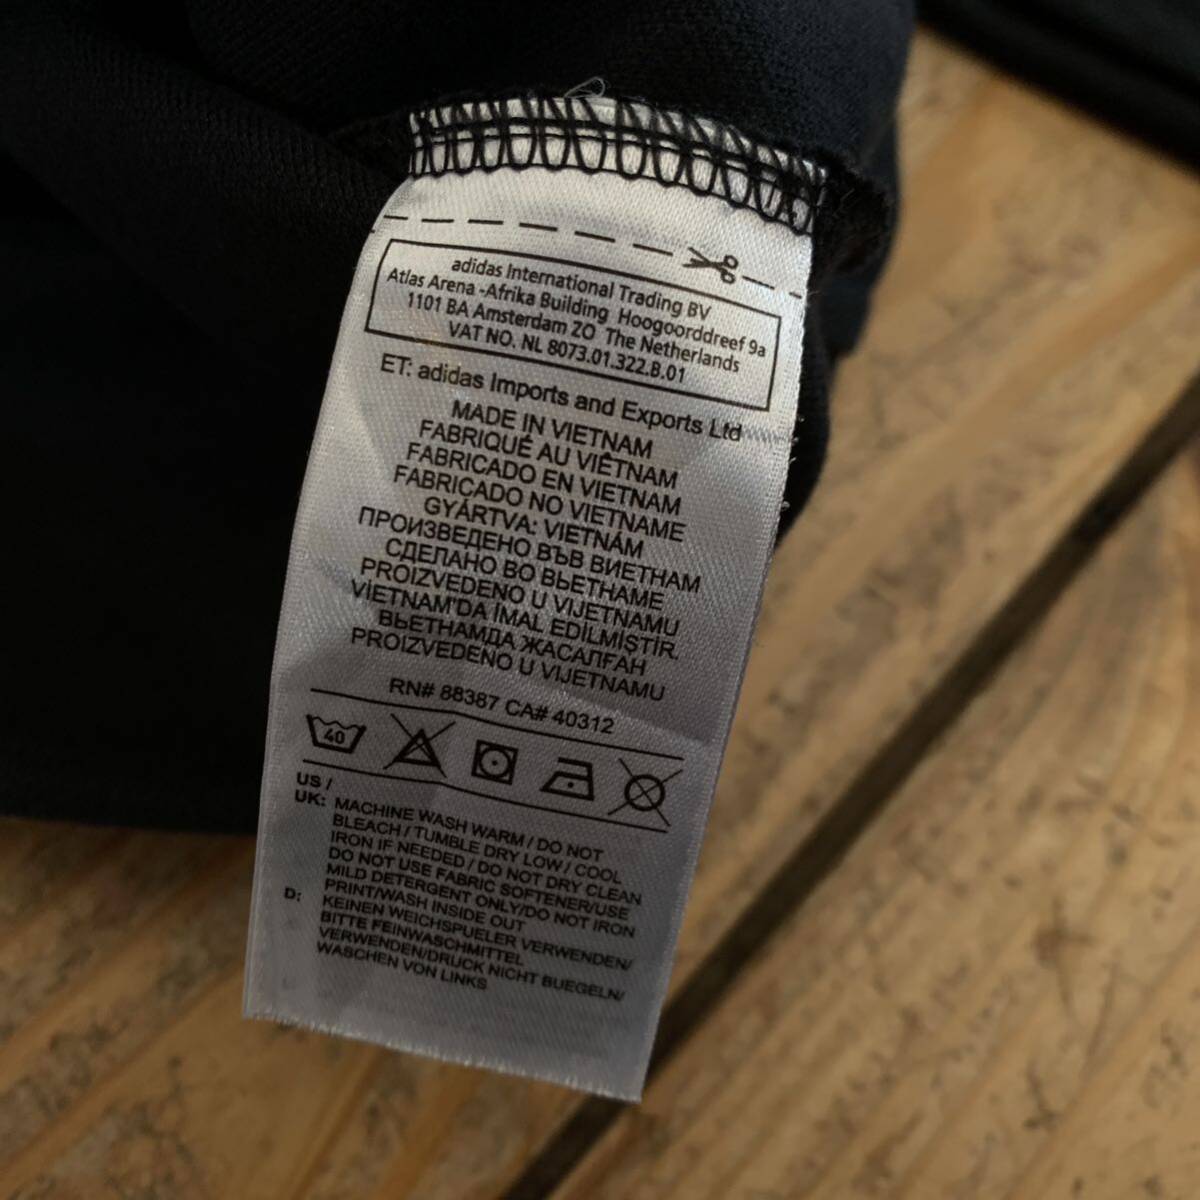 adidas International Trading BV
Atlas Arena -Afrika Building Hoogoorddreef 9a
1101 BA Amsterdam ZO The Netherlands
VAT NO. NL 8073.01.322.B.01
ET: adidas Imports and Exports Ltd
MADE IN VIETNAM
FABRIQUÉ AU VIÊTNAM
FABRICADO EN VIETNAM
FABRICADO NO VIETNAME
GYÁRTVA: VIETNÁM
ПРОИЗВЕДЕНО ВЪВ ВИЕТНАМ
СДЕЛАНО ВО ВЬЕТНАМЕ
PROIZVEDENO U VIJETNAMU
VİETNAM'DA İMAL EDİLMİŞTİR.
ВЬЕТНАМДА ЖАСАЛҒАН
PROIZVEDENO U VIJETNAMU
RN# 88387 CA# 40312
40
US /
UK: MACHINE WASH WARM / DO NOT
BLEACH / TUMBLE DRY LOW / COOL
IRON IF NEEDED / DO NOT DRY CLEAN
DO NOT USE FABRIC SOFTENER/USE
MILD DETERGENT ONLY/DO NOT IRON
PRINT/WASH INSIDE OUT
D: KEINEN WEICHSPUELER VERWENDEN/
BITTE FEINWASCHMITTEL
VERWENDEN/DRUCK NICHT BUEGELN/
WASCHEN VON LINKS